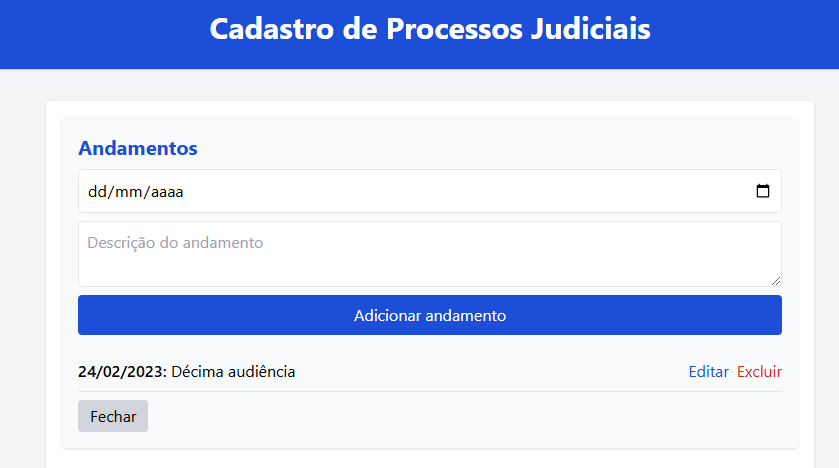 Cadastro de Processos Judiciais
Andamentos
dd/mm/aaaa
Descrição do andamento
Adicionar andamento
24/02/2023: Décima audiência Editar Excluir
Fechar